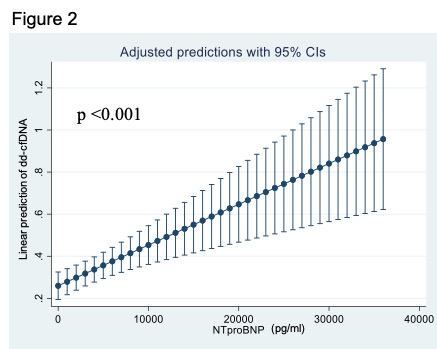 Figure 2
Adjusted predictions with 95% CIs
p <0.001
Linear prediction of dd-cfDNA
1.2
1
.8
.6
.4
.2
0 10000 20000 30000 40000
NTproBNP (pg/ml)